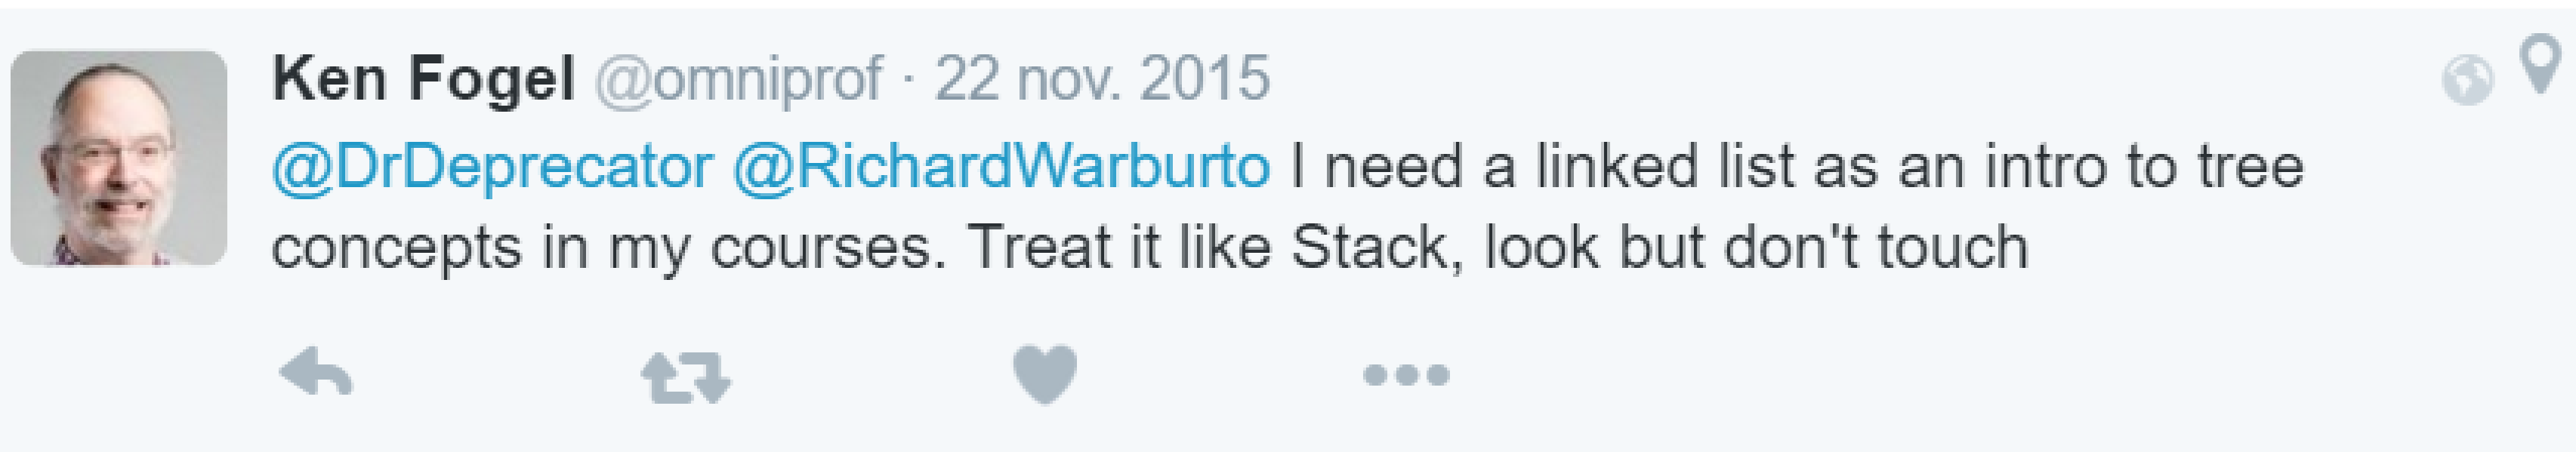 Ken Fogel @omniprof · 22 nov. 2015
@DrDeprecator @RichardWarburto I need a linked list as an intro to tree
concepts in my courses. Treat it like Stack, look but don't touch